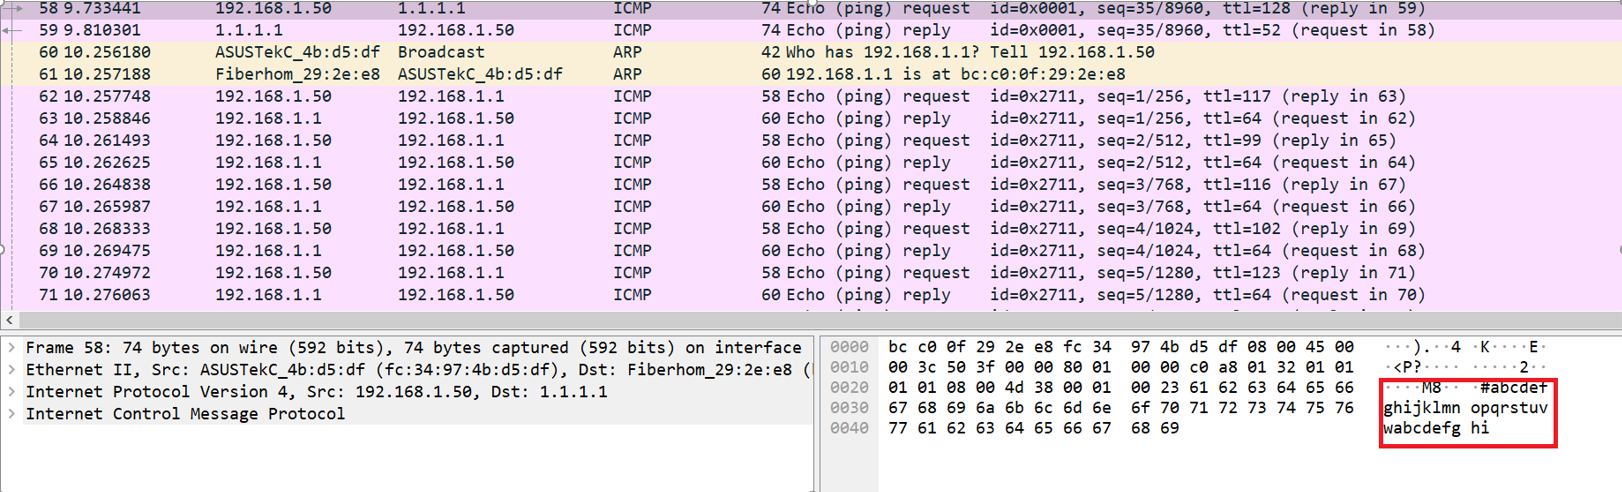 58 9.733441 192.168.1.50 1.1.1.1 ICMP 74 Echo (ping) request id=0x0001, seq=35/8960, ttl=128 (reply in 59)
59 9.810301 1.1.1.1 192.168.1.50 ICMP 74 Echo (ping) reply id=0x0001, seq=35/8960, ttl=52 (request in 58)
60 10.256180 ASUSTekC_4b:d5:df Broadcast ARP 42 Who has 192.168.1.1? Tell 192.168.1.50
61 10.257188 Fiberhom_29:2e:e8 ASUSTekC_4b:d5:df ARP 60 192.168.1.1 is at bc:c0:0f:29:2e:e8
62 10.257748 192.168.1.50 192.168.1.1 ICMP 58 Echo (ping) request id=0x2711, seq=1/256, ttl=117 (reply in 63)
63 10.258846 192.168.1.1 192.168.1.50 ICMP 60 Echo (ping) reply id=0x2711, seq=1/256, ttl=64 (request in 62)
64 10.261493 192.168.1.50 192.168.1.1 ICMP 58 Echo (ping) request id=0x2711, seq=2/512, ttl=99 (reply in 65)
65 10.262625 192.168.1.1 192.168.1.50 ICMP 60 Echo (ping) reply id=0x2711, seq=2/512, ttl=64 (request in 64)
66 10.264838 192.168.1.50 192.168.1.1 ICMP 58 Echo (ping) request id=0x2711, seq=3/768, ttl=116 (reply in 67)
67 10.265987 192.168.1.1 192.168.1.50 ICMP 60 Echo (ping) reply id=0x2711, seq=3/768, ttl=64 (request in 66)
68 10.268333 192.168.1.50 192.168.1.1 ICMP 58 Echo (ping) request id=0x2711, seq=4/1024, ttl=102 (reply in 69)
69 10.269475 192.168.1.1 192.168.1.50 ICMP 60 Echo (ping) reply id=0x2711, seq=4/1024, ttl=64 (request in 68)
70 10.274972 192.168.1.50 192.168.1.1 ICMP 58 Echo (ping) request id=0x2711, seq=5/1280, ttl=123 (reply in 71)
71 10.276063 192.168.1.1 192.168.1.50 ICMP 60 Echo (ping) reply id=0x2711, seq=5/1280, ttl=64 (request in 70)
Frame 58: 74 bytes on wire (592 bits), 74 bytes captured (592 bits) on interface
Ethernet II, Src: ASUSTekC_4b:d5:df (fc:34:97:4b:d5:df), Dst: Fiberhom_29:2e:e8 (
Internet Protocol Version 4, Src: 192.168.1.50, Dst: 1.1.1.1
Internet Control Message Protocol
0000 bc c0 0f 29 2e e8 fc 34 97 4b d5 df 08 00 45 00 ···).··4 ·K····E·
0010 00 3c 50 3f 00 00 80 01 00 00 c0 a8 01 32 01 01 ·<P?···· ·····2··
0020 01 01 08 00 4d 38 00 01 00 23 61 62 63 64 65 66 ····M8·· ·#abcdef
0030 67 68 69 6a 6b 6c 6d 6e 6f 70 71 72 73 74 75 76 ghijklmn opqrstuv
0040 77 61 62 63 64 65 66 67 68 69 wabcdefg hi